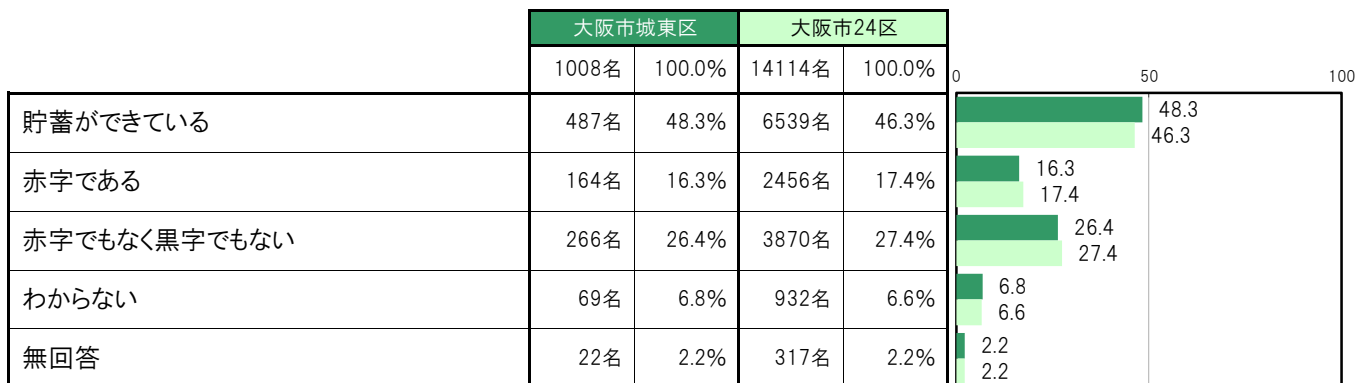 大阪市城東区 大阪市24区
1008名 100.0% 14114名 100.0%
0 50 100
貯蓄ができている 487名 48.3% 6539名 46.3%
48.3
46.3
赤字である 164名 16.3% 2456名 17.4%
16.3
17.4
赤字でもなく黒字でもない 266名 26.4% 3870名 27.4%
26.4
27.4
わからない 69名 6.8% 932名 6.6%
6.8
6.6
無回答 22名 2.2% 317名 2.2%
2.2
2.2